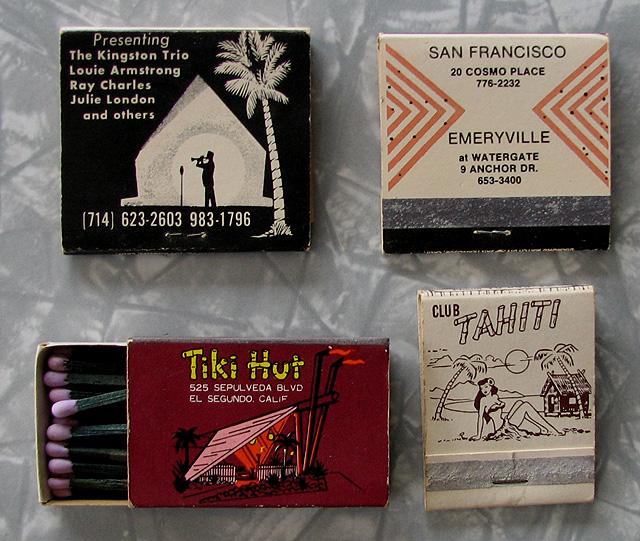 Presenting
The Kingston Trio
Louie Armstrong
Ray Charles
Julie London
and others
(714) 623-2603 983-1796
SAN FRANCISCO
20 COSMO PLACE
776-2232
EMERYVILLE
at WATERGATE
9 ANCHOR DR.
653-3400
Tiki Hut
525 SEPULVEDA BLVD
EL SEGUNDO, CALIF.
CLUB
TAHITI